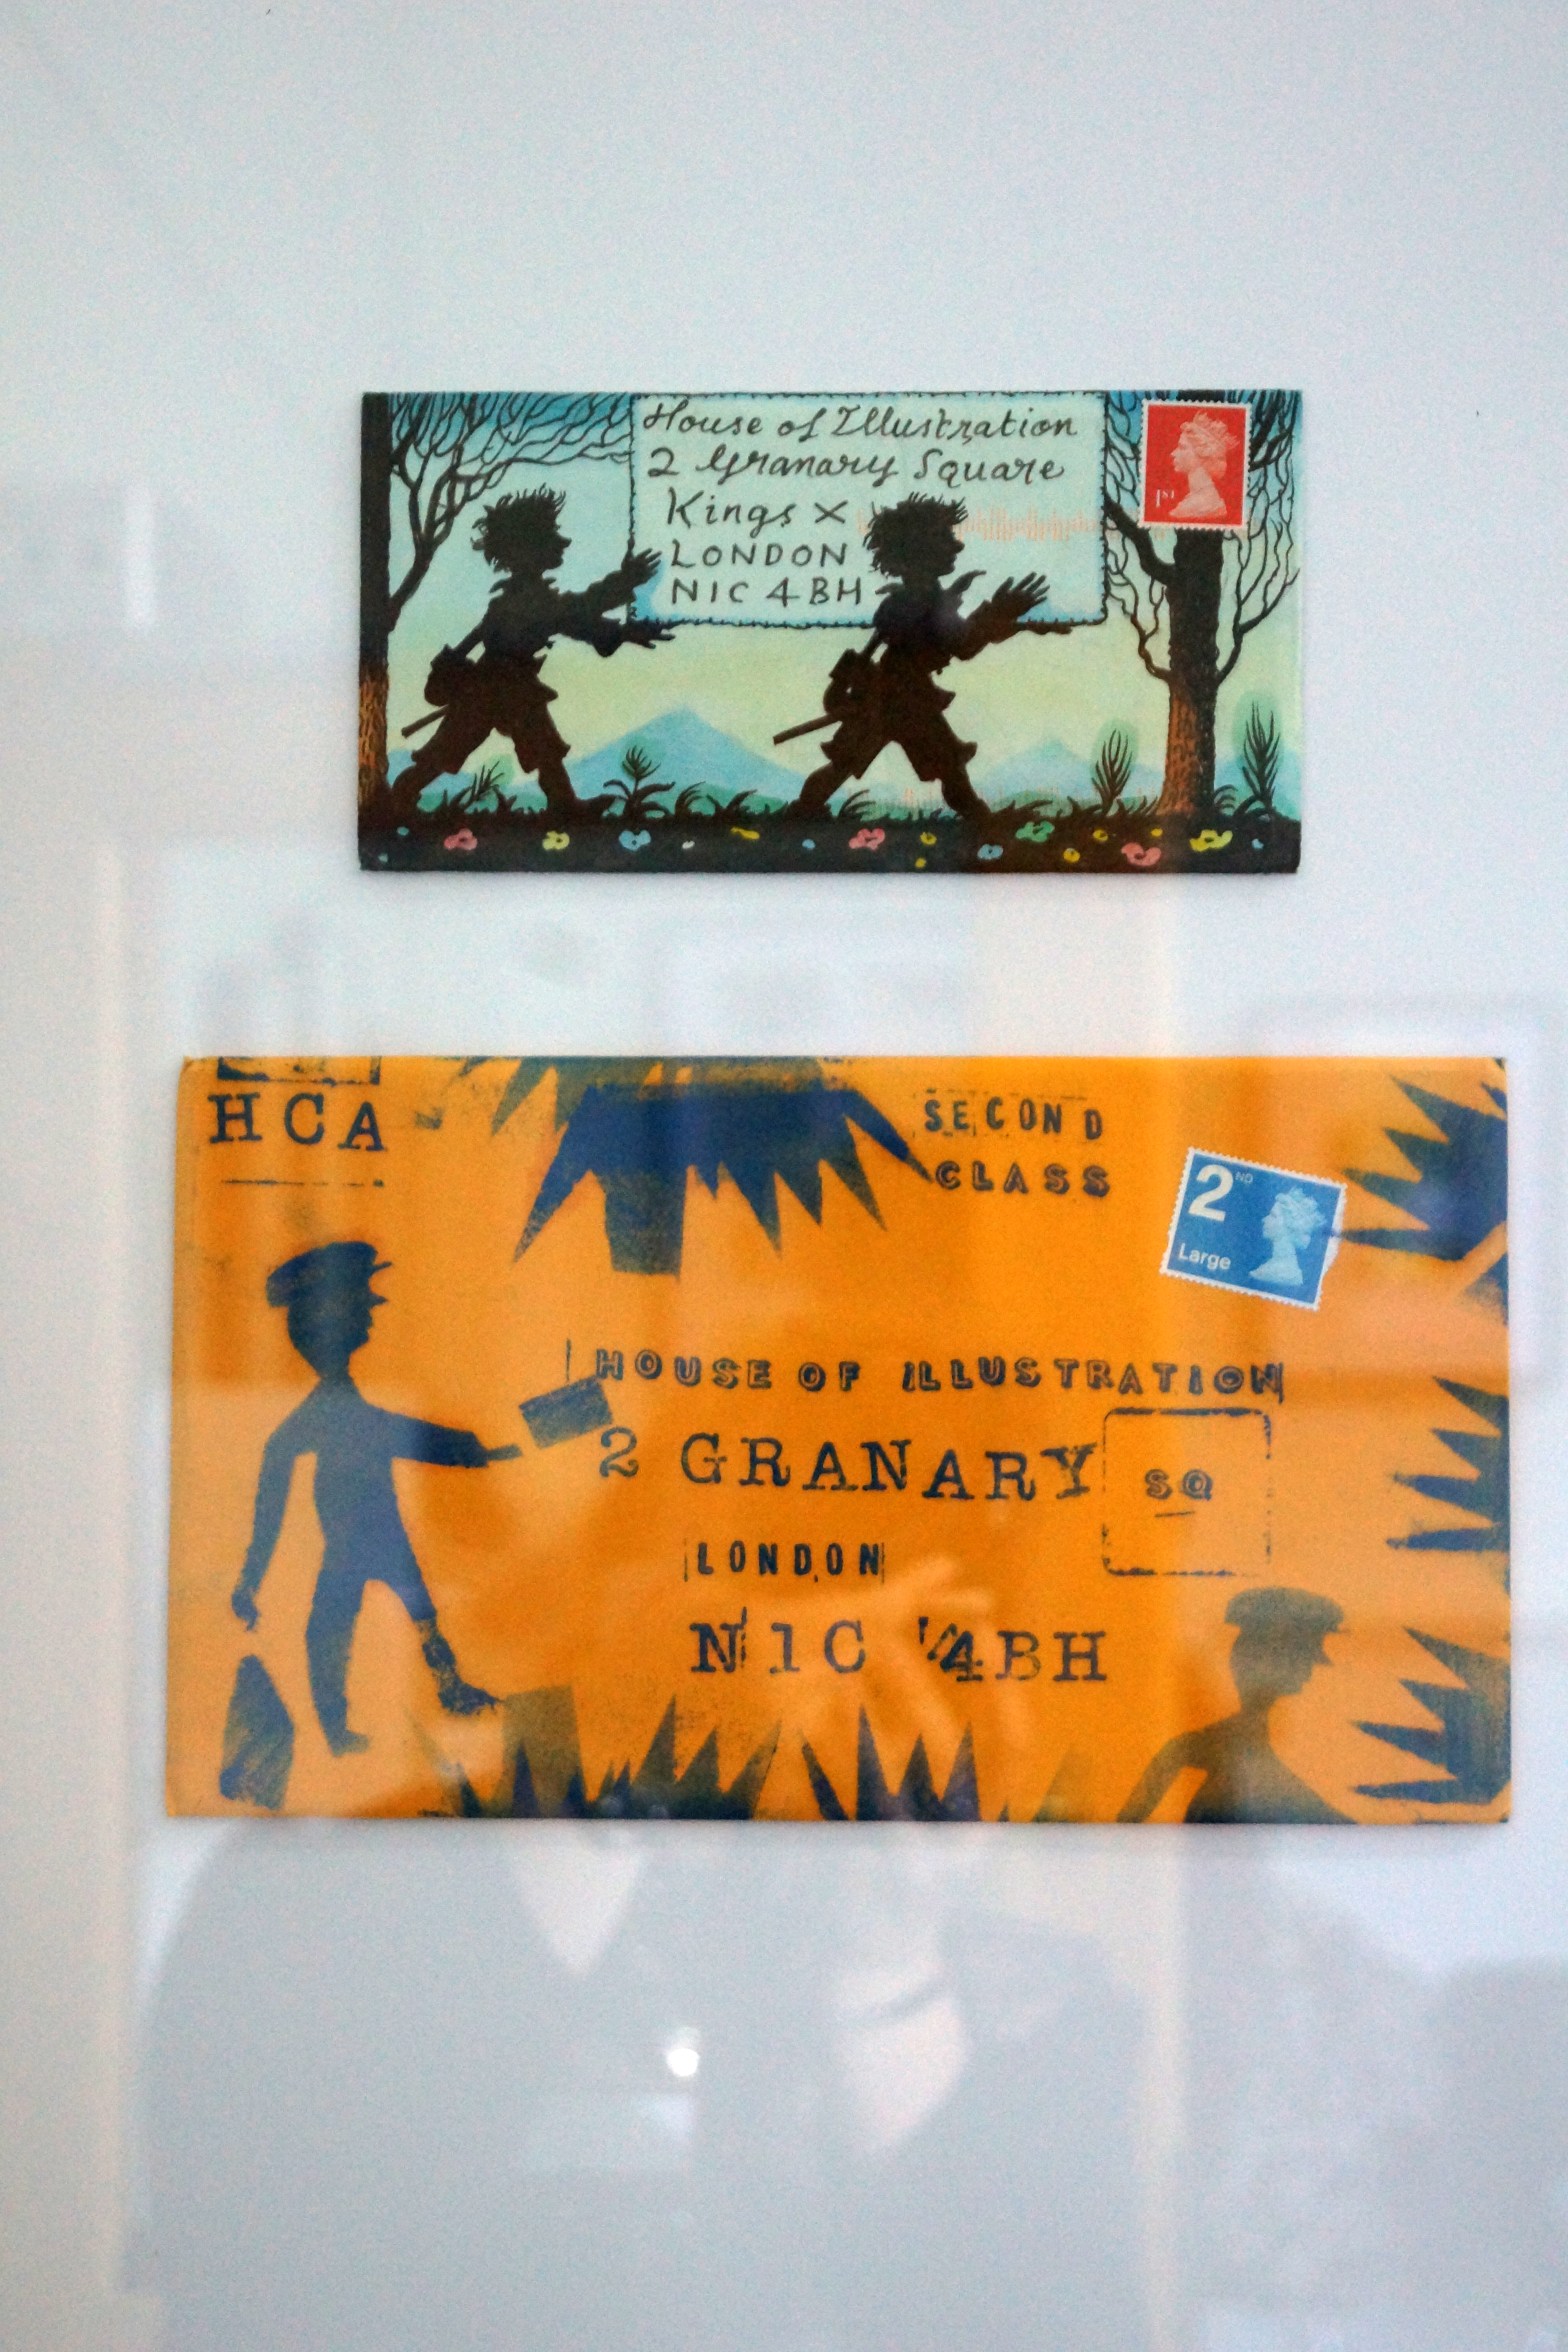 House of Illustration
2 Granary Square
Kings X
LONDON
N1C 4BH
1ST
HCA
SECOND
CLASS
2ND
Large
HOUSE OF ILLUSTRATION
2 GRANARY SQ
LONDON
N1C 4BH